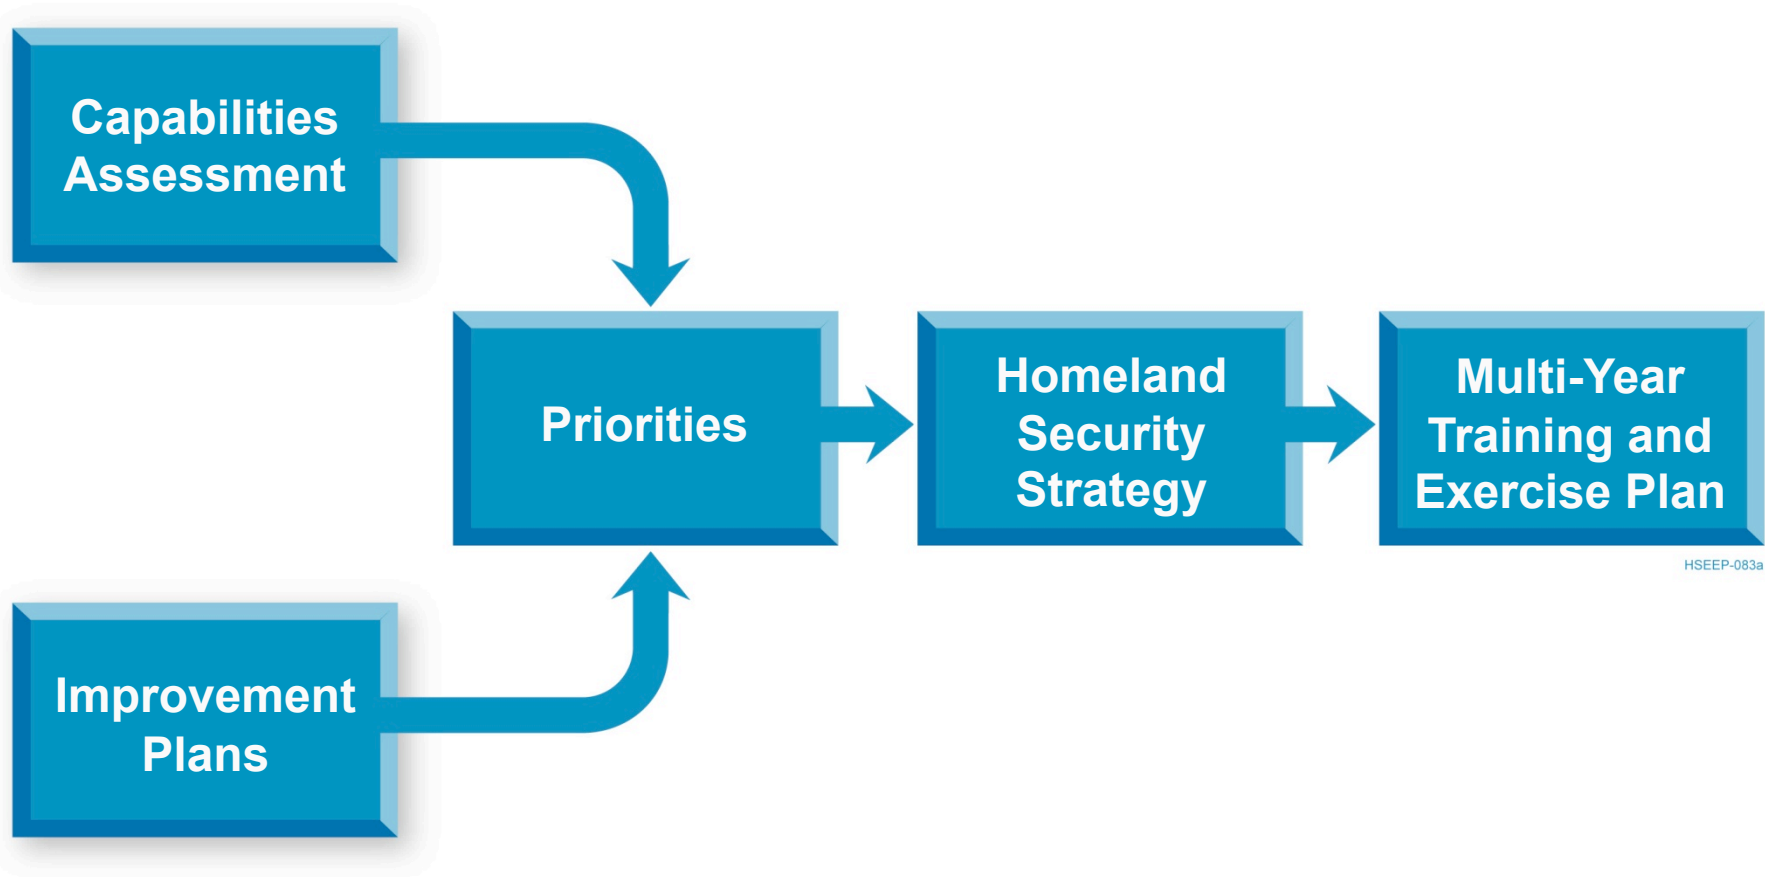 Capabilities
Assessment
Priorities
Homeland
Security
Strategy
Multi-Year
Training and
Exercise Plan
HSEEP-083a
Improvement
Plans